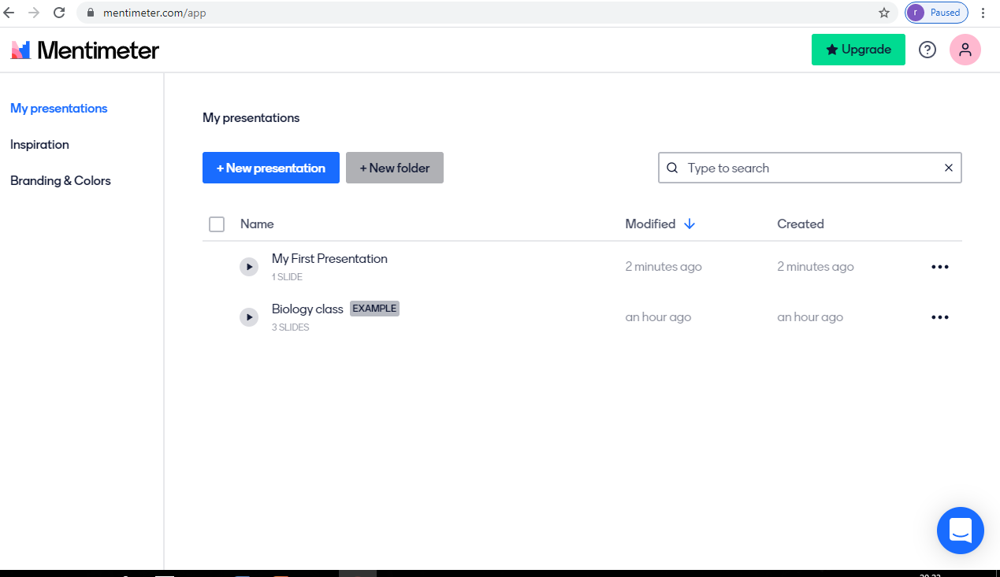 mentimeter.com/app
r Paused
Mentimeter
Upgrade
My presentations
Inspiration
Branding & Colors
My presentations
+ New presentation
+ New folder
Type to search
Name Modified Created
My First Presentation
1 SLIDE
2 minutes ago 2 minutes ago
Biology class EXAMPLE
3 SLIDES
an hour ago an hour ago